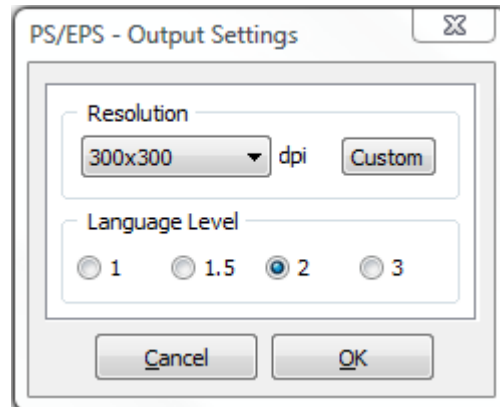 PS/EPS - Output Settings
Resolution
300x300 dpi Custom
Language Level
1 1.5 2 3
Cancel OK